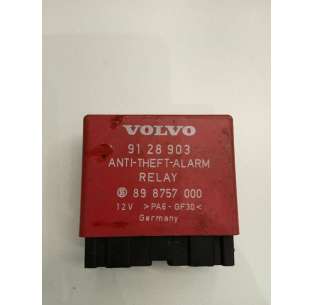 VOLVO
91 28 903
ANTI-THEFT-ALARM
RELAY
89 8757 000
12V >PA6-GF30<
Germany